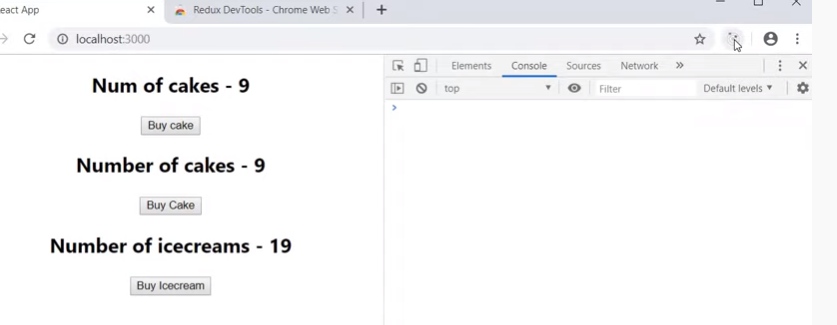 eact App
Redux DevTools - Chrome Web S
localhost:3000
Elements Console Sources Network
top Filter Default levels
Num of cakes - 9
Buy cake
Number of cakes - 9
Buy Cake
Number of icecreams - 19
Buy Icecream